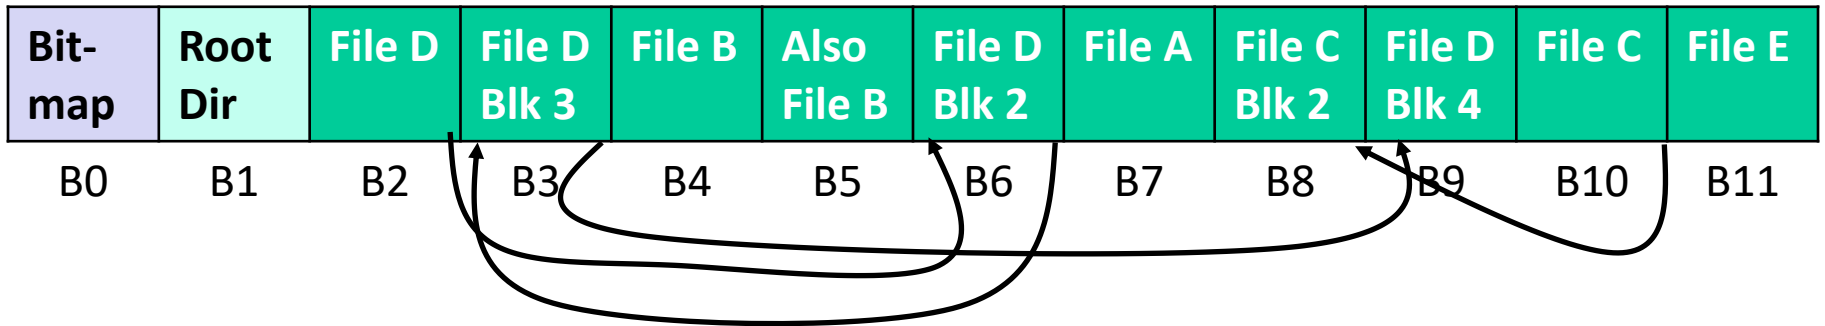 Bit-
map
Root
Dir
File D
File D
Blk 3
File B
Also
File B
File D
Blk 2
File A
File C
Blk 2
File D
Blk 4
File C
File E
B0 B1 B2 B3 B4 B5 B6 B7 B8 B9 B10 B11